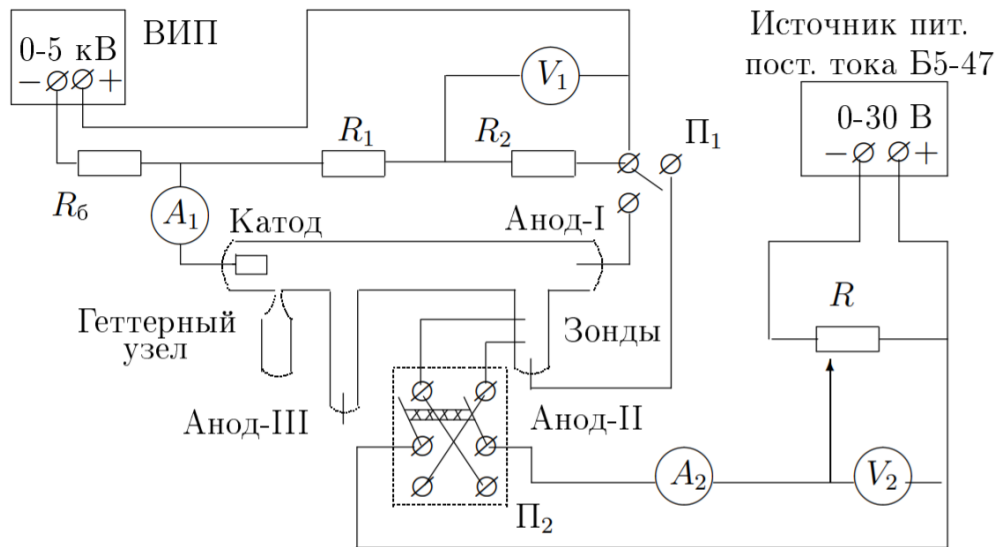 ВИП
0-5 кВ
− +
V₁
R₁
R₂
П₁
Rб
A₁
Катод
Анод-I
Геттерный
узел
Зонды
Анод-III
Анод-II
П₂
Источник пит.
пост. тока Б5-47
0-30 В
− +
R
A₂
V₂